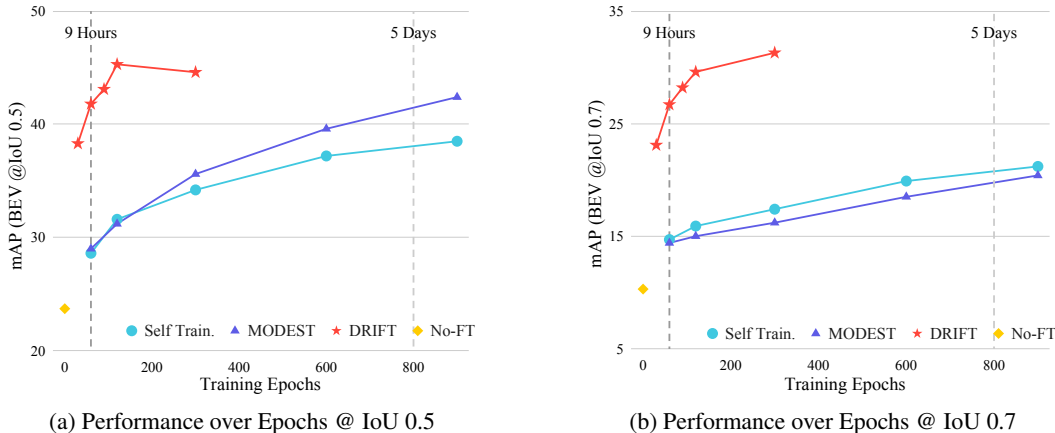 50
9 Hours
5 Days
40
mAP (BEV @IoU 0.5)
30
Self Train.
MODEST
DRIFT
No-FT
20
0
200
400
600
800
Training Epochs
(a) Performance over Epochs @ IoU 0.5
35
9 Hours
5 Days
25
mAP (BEV @IoU 0.7)
15
Self Train.
MODEST
DRIFT
No-FT
5
0
200
400
600
800
Training Epochs
(b) Performance over Epochs @ IoU 0.7